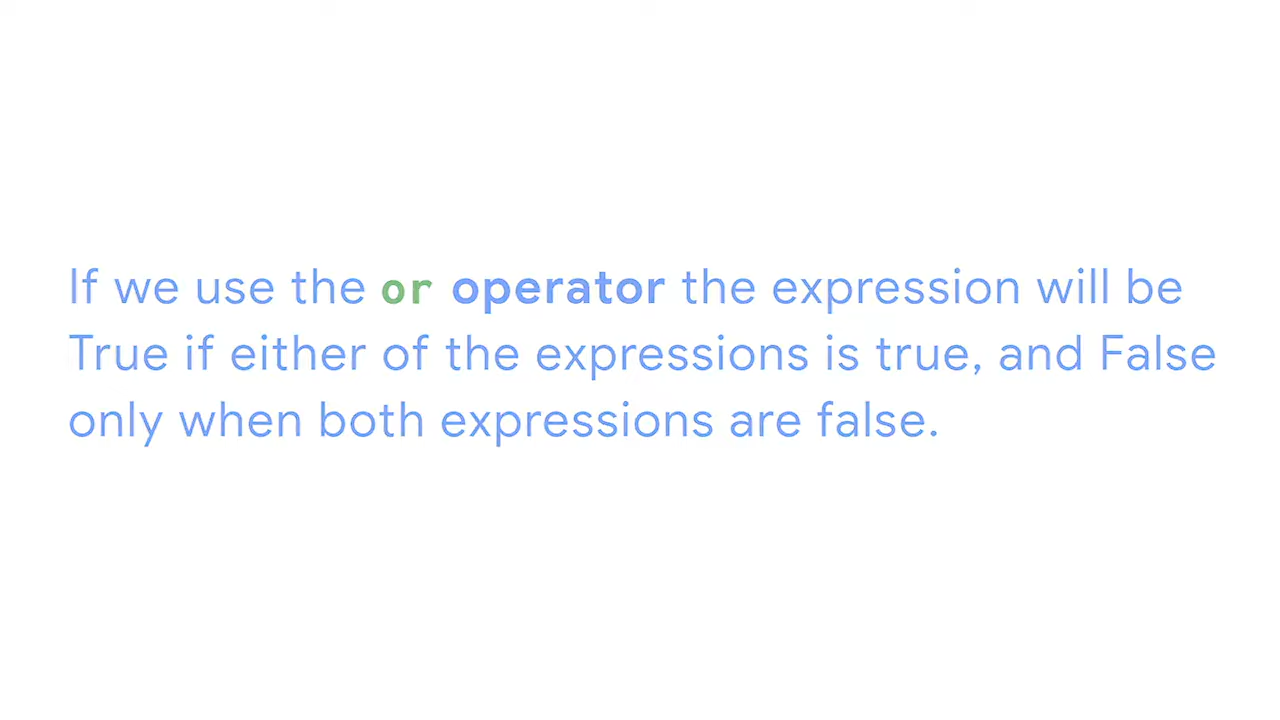 If we use the or operator the expression will be
True if either of the expressions is true, and False
only when both expressions are false.